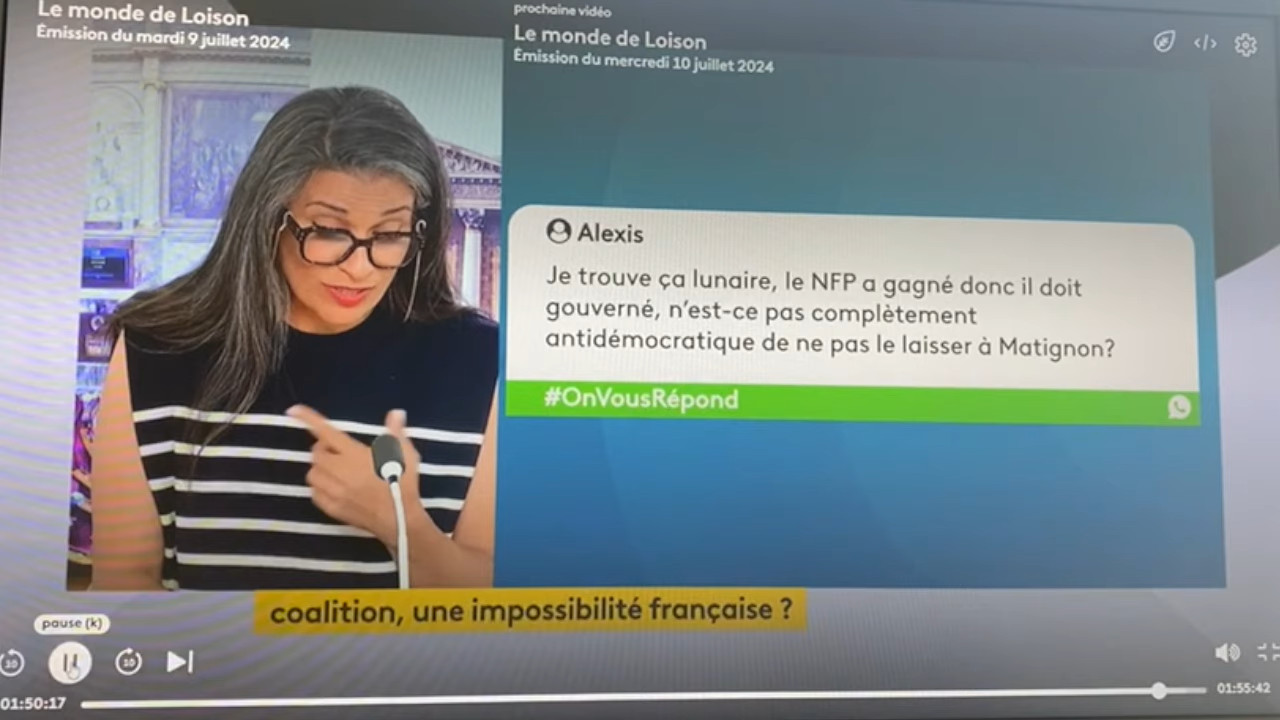 Le monde de Loison
Émission du mardi 9 juillet 2024
prochaine vidéo
Le monde de Loison
Émission du mercredi 10 juillet 2024
</>
Alexis
Je trouve ça lunaire, le NFP a gagné donc il doit
gouverné, n'est-ce pas complètement
antidémocratique de ne pas le laisser à Matignon?
#OnVousRépond
coalition, une impossibilité française ?
pause (k)
10
10
01:50:17
01:55:42